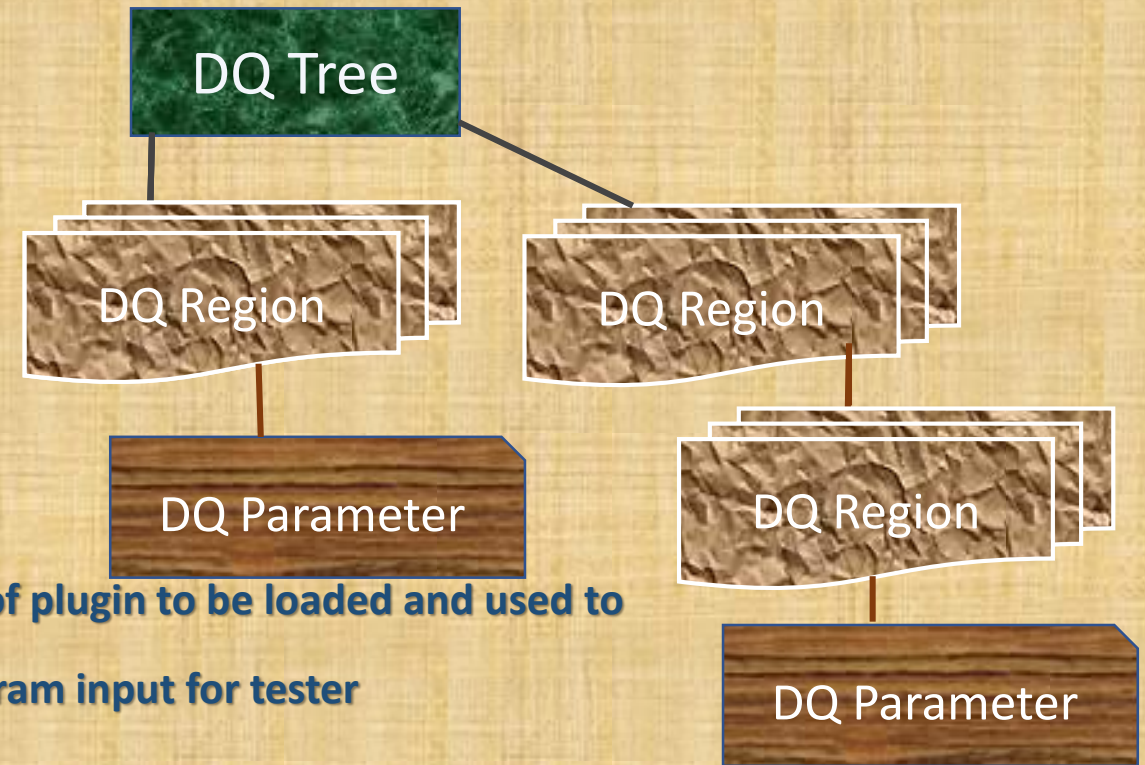 DQ Tree
DQ Region
DQ Region
DQ Parameter
DQ Region
of plugin to be loaded and used to
input for tester
DQ Parameter